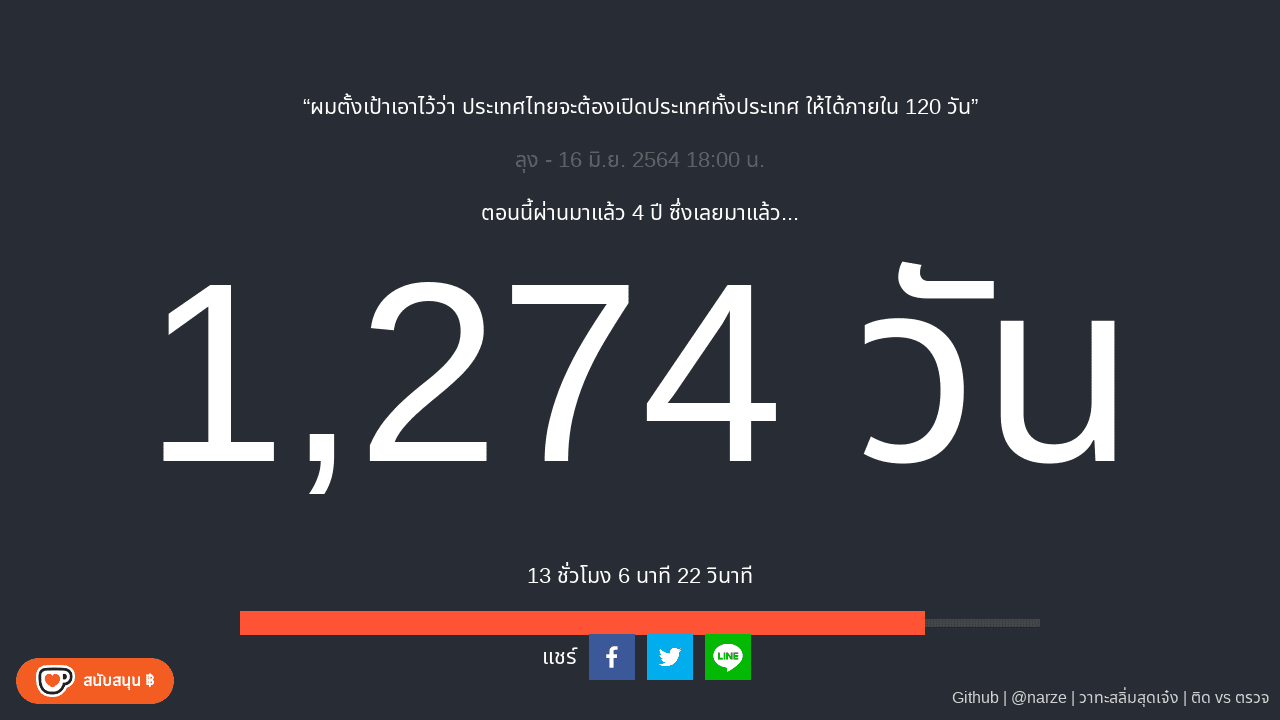 “ผมตั้งเป้าเอาไว้ว่า ประเทศไทยจะต้องเปิดประเทศทั้งประเทศ ให้ได้ภายใน 120 วัน”
ลุง - 16 มิ.ย. 2564 18:00 น.
ตอนนี้ผ่านมาแล้ว 4 ปี ซึ่งเลยมาแล้ว...
1,274 วัน
13 ชั่วโมง 6 นาที 22 วินาที
แชร์
LINE
สนับสนุน ฿
Github | @narze | วาทะสลิ่มสุดเจ๋ง | ติด vs ตรวจ